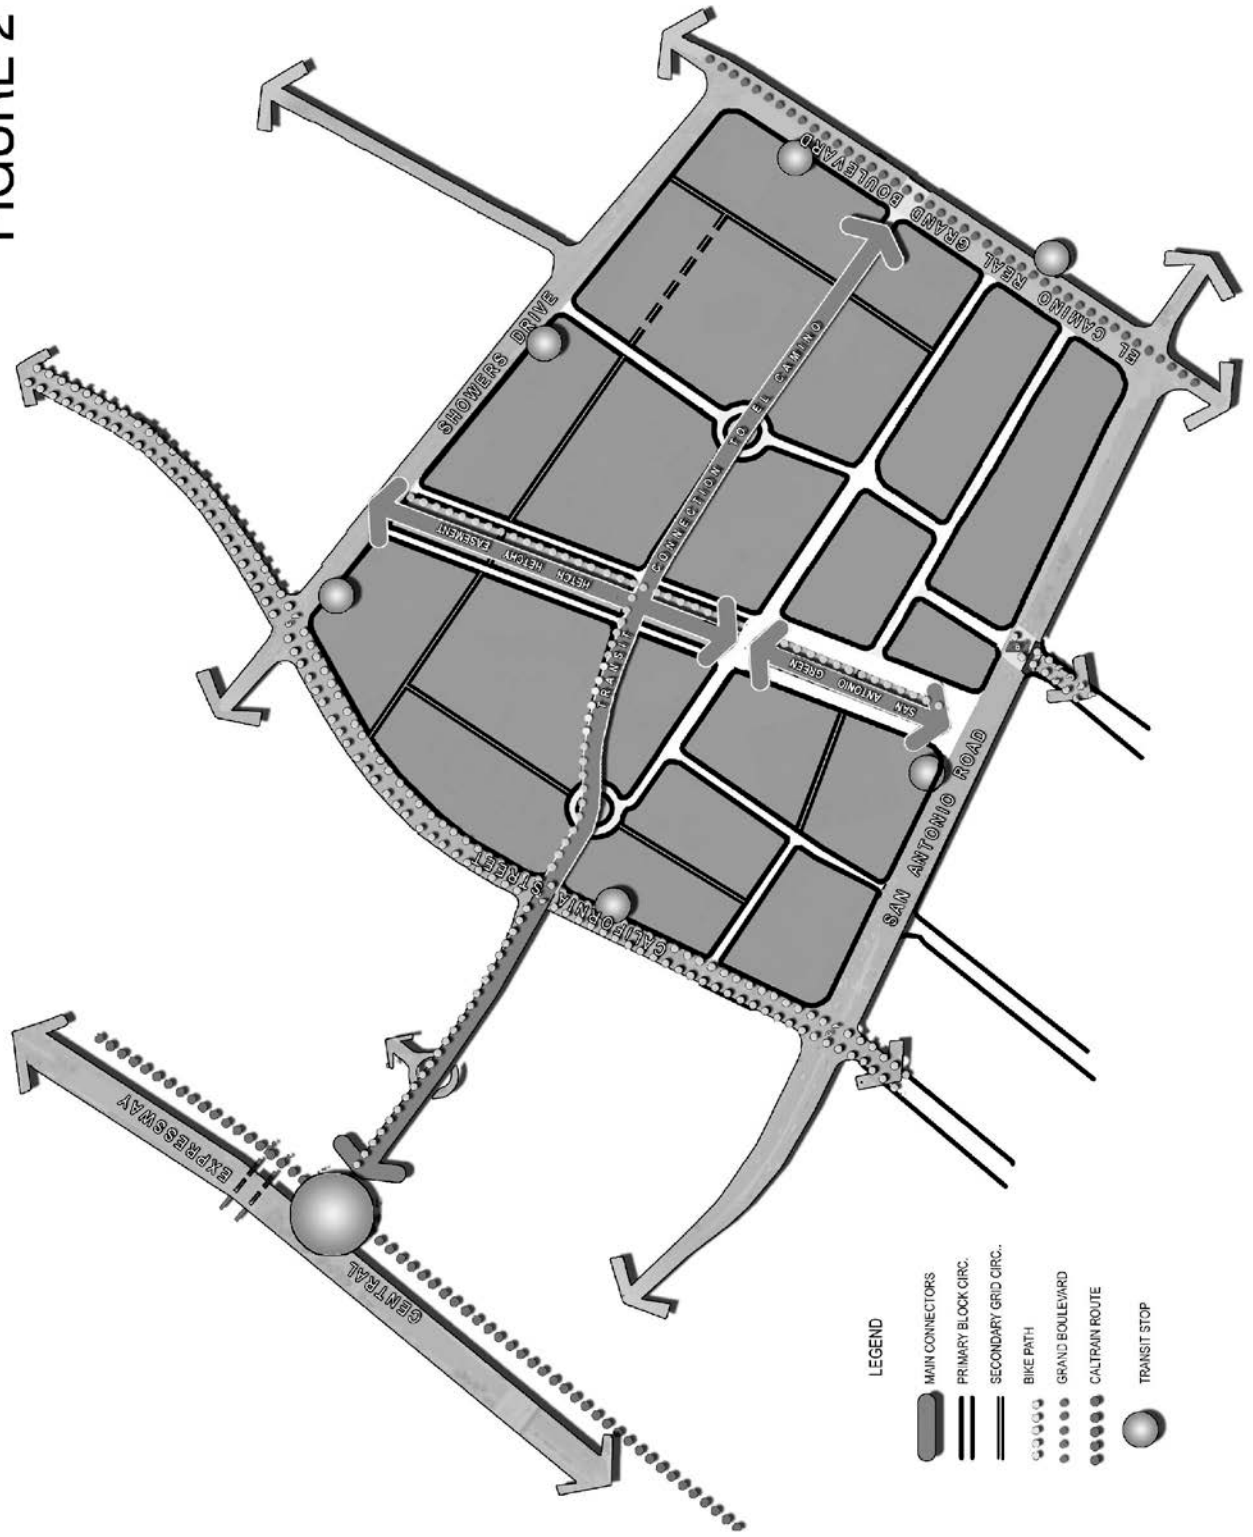 FIGURE 2
EL CAMINO REAL GRAND BOULEVARD
SHOWERS DRIVE
TRANSIT CONNECTION TO EL CAMINO
HETCH HETCHY EASEMENT
SAN ANTONIO GREEN
SAN ANTONIO ROAD
CALIFORNIA STREET
CENTRAL EXPRESSWAY
LEGEND
MAIN CONNECTORS
PRIMARY BLOCK CIRC.
SECONDARY GRID CIRC..
BIKE PATH
GRAND BOULEVARD
CALTRAIN ROUTE
TRANSIT STOP